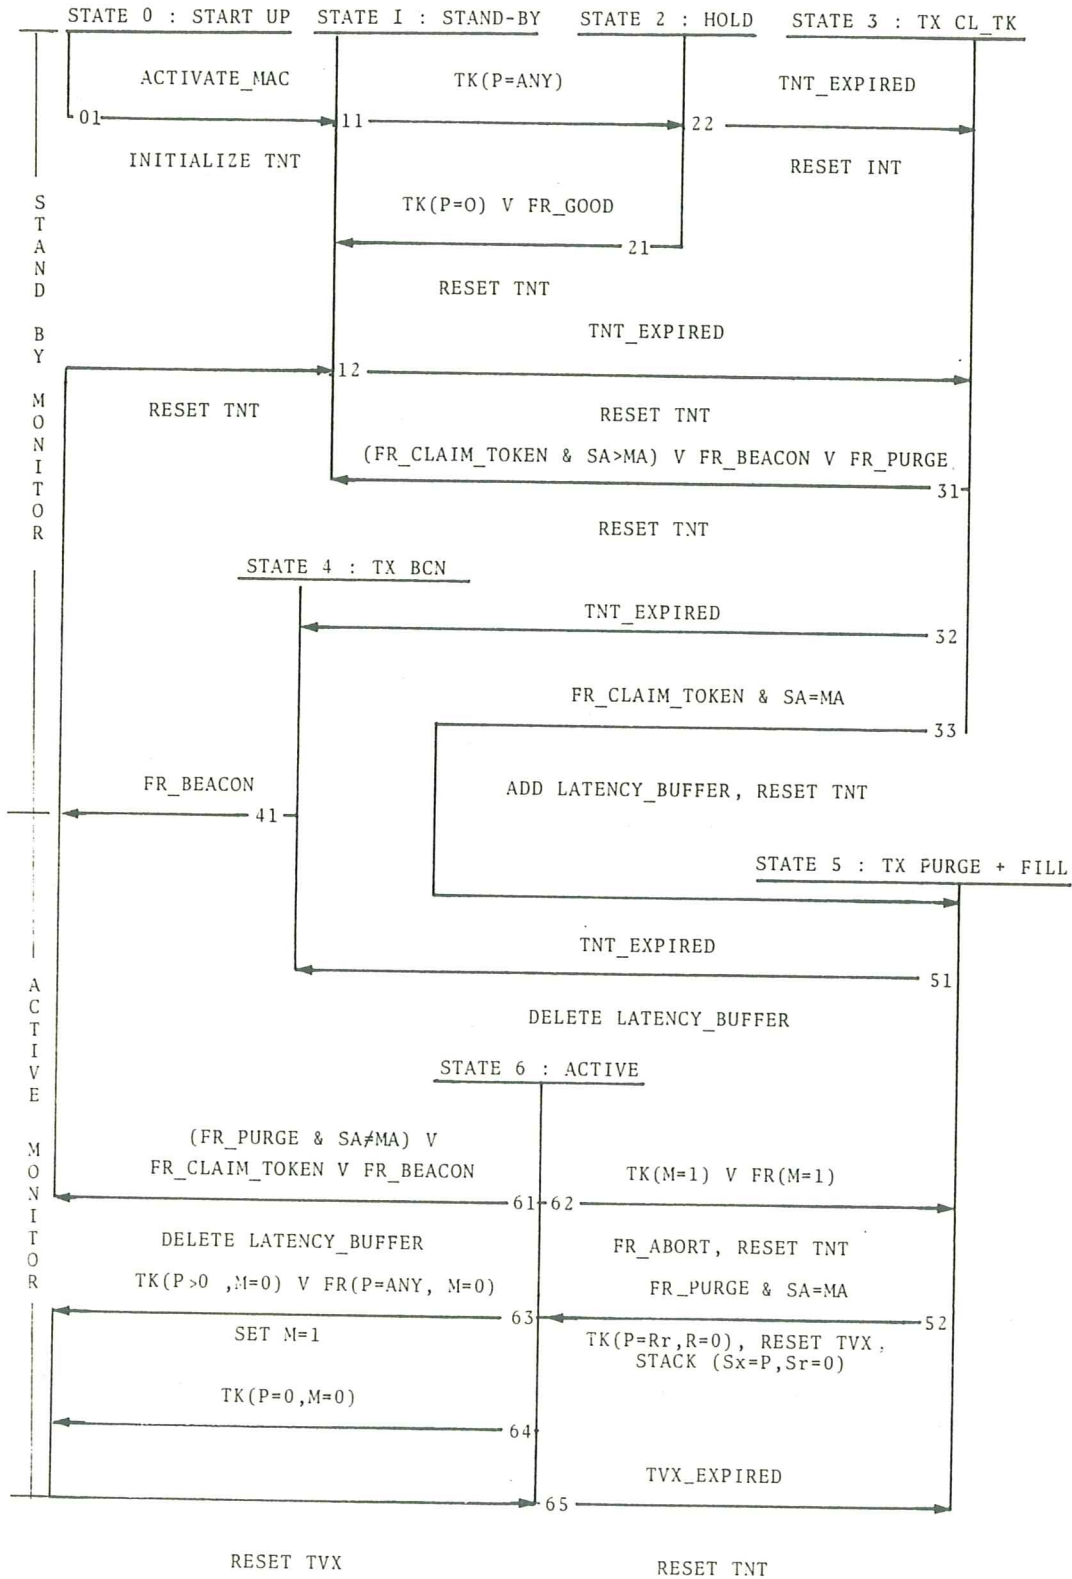 STATE 0 : START UP
STATE I : STAND-BY
STATE 2 : HOLD
STATE 3 : TX CL_TK
ACTIVATE_MAC
TK(P=ANY)
TNT_EXPIRED
01
11
22
INITIALIZE TNT
RESET INT
TK(P=O) V FR_GOOD
21
RESET TNT
STAND BY MONITOR
TNT_EXPIRED
12
RESET TNT
RESET TNT
(FR_CLAIM_TOKEN & SA>MA) V FR_BEACON V FR_PURGE
31
RESET TNT
STATE 4 : TX BCN
TNT_EXPIRED
32
FR_CLAIM_TOKEN & SA=MA
33
FR_BEACON
41
ADD LATENCY_BUFFER, RESET TNT
STATE 5 : TX PURGE + FILL
TNT_EXPIRED
51
DELETE LATENCY_BUFFER
ACTIVE MONITOR
STATE 6 : ACTIVE
(FR_PURGE & SA≠MA) V
FR_CLAIM_TOKEN V FR_BEACON
TK(M=1) V FR(M=1)
61
62
DELETE LATENCY_BUFFER
FR_ABORT, RESET TNT
TK(P>0 ,M=0) V FR(P=ANY, M=0)
FR_PURGE & SA=MA
63
52
SET M=1
TK(P=Rr,R=0), RESET TVX,
STACK (Sx=P,Sr=0)
TK(P=0,M=0)
64
TVX_EXPIRED
65
RESET TVX
RESET TNT